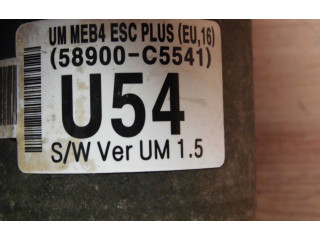 UM MEB4 ESC PLUS (EU,16)
(58900-C5541)
U54
S/W Ver UM 1.5